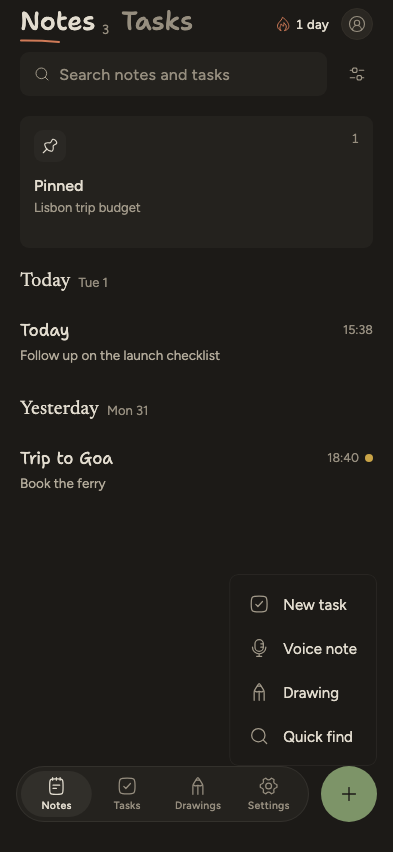 Notes 3 Tasks 1 day
Search notes and tasks
1
Pinned
Lisbon trip budget
Today Tue 1
Today 15:38
Follow up on the launch checklist
Yesterday Mon 31
Trip to Goa 18:40
Book the ferry
New task
Voice note
Drawing
Quick find
Notes Tasks Drawings Settings